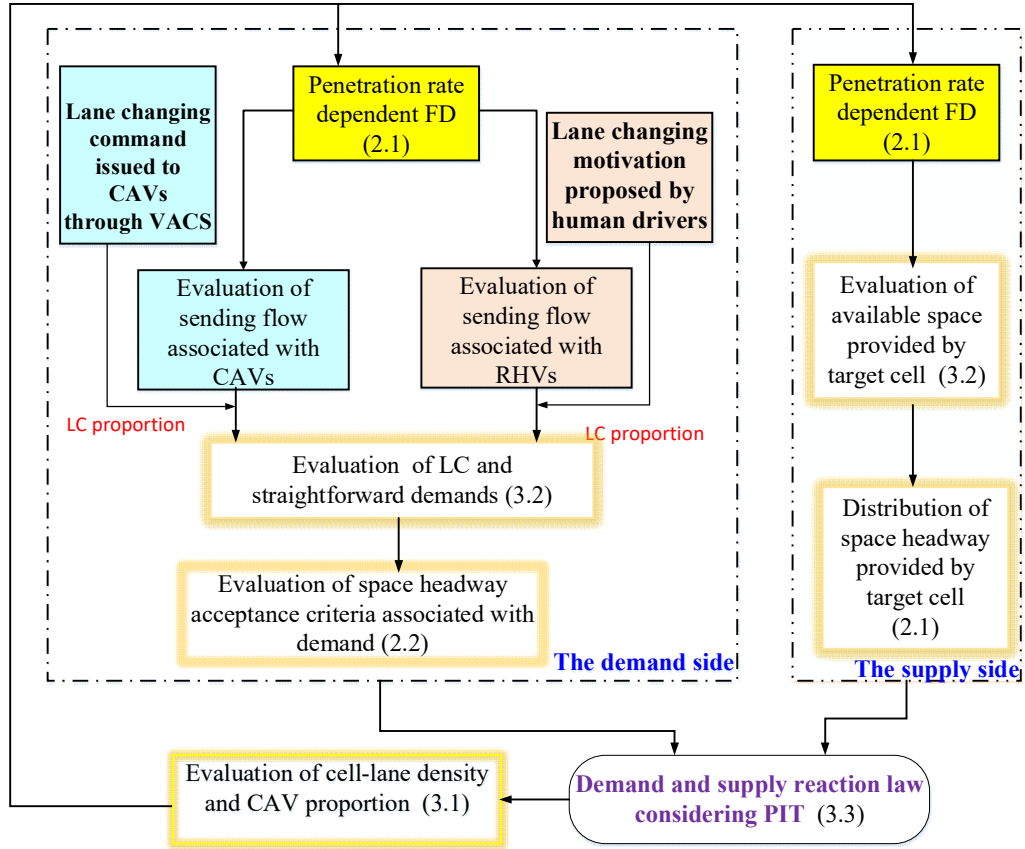 Lane changing
command
issued to
CAVs
through VACS
Penetration rate
dependent FD
(2.1)
Lane changing
motivation
proposed by
human drivers
Evaluation of
sending flow
associated with
CAVs
Evaluation of
sending flow
associated with
RHVs
LC proportion
LC proportion
Evaluation of LC and
straightforward demands (3.2)
Evaluation of space headway
acceptance criteria associated with
demand (2.2)
The demand side
Penetration rate
dependent FD
(2.1)
Evaluation of
available space
provided by
target cell (3.2)
Distribution of
space headway
provided by
target cell
(2.1)
The supply side
Evaluation of cell-lane density
and CAV proportion (3.1)
Demand and supply reaction law
considering PIT (3.3)